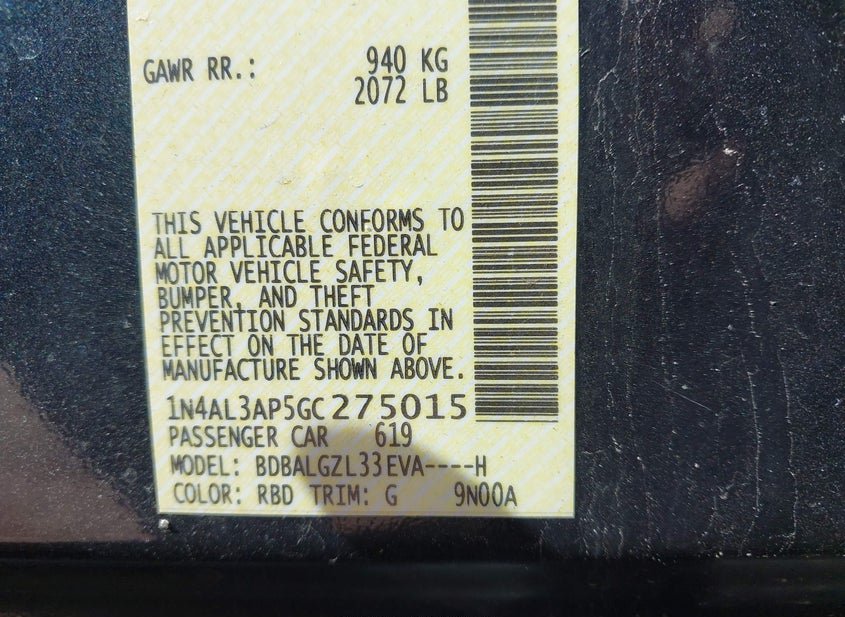 GAWR RR.: 940 KG
2072 LB
THIS VEHICLE CONFORMS TO
ALL APPLICABLE FEDERAL
MOTOR VEHICLE SAFETY,
BUMPER, AND THEFT
PREVENTION STANDARDS IN
EFFECT ON THE DATE OF
MANUFACTURE SHOWN ABOVE.
1N4AL3AP5GC275015
PASSENGER CAR 619
MODEL: BDBALGZL33EVA----H
COLOR: RBD TRIM: G 9N00A